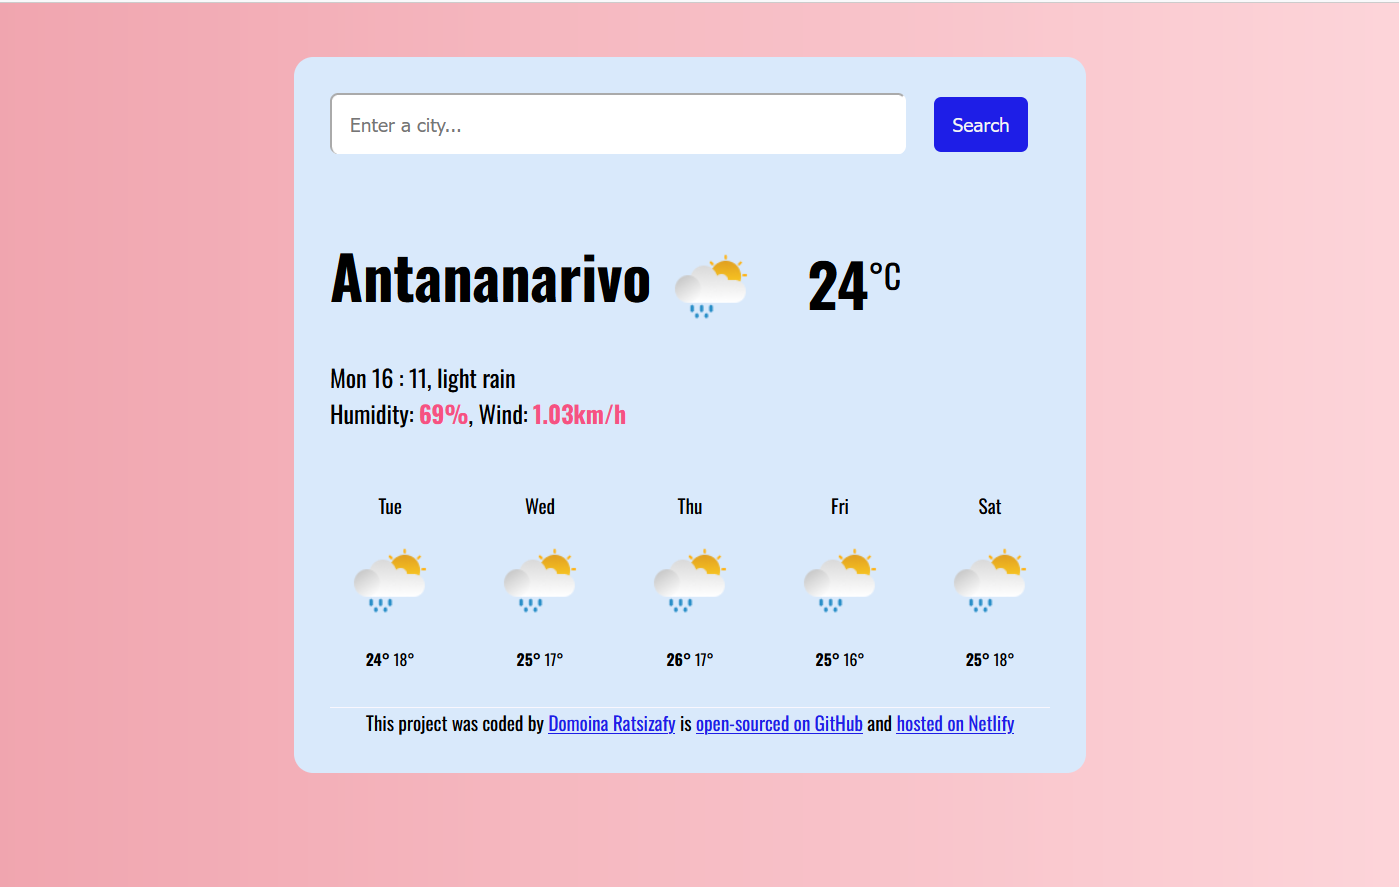 Enter a city...
Search
Antananarivo 24°C
Mon 16 : 11, light rain
Humidity: 69%, Wind: 1.03km/h
Tue Wed Thu Fri Sat
24° 18° 25° 17° 26° 17° 25° 16° 25° 18°
This project was coded by Domoina Ratsizafy is open-sourced on GitHub and hosted on Netlify